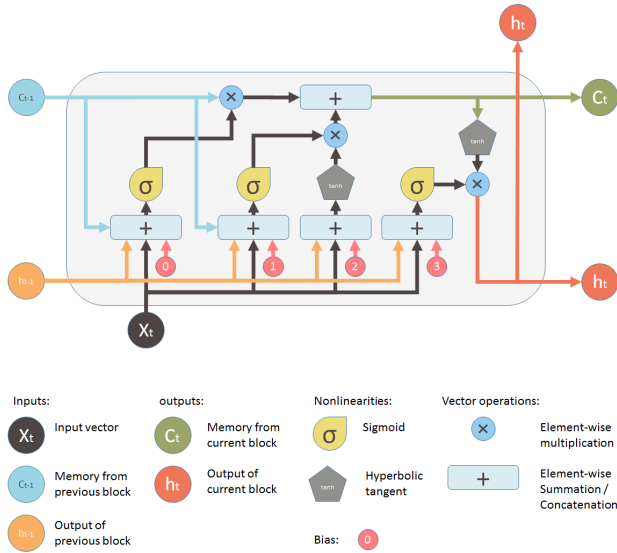 ht
Ct-1
×
+
Ct
tanh
×
σ
σ
tanh
σ
×
+
+
+
+
0
1
2
3
ht-1
ht
Xt
Inputs:
outputs:
Nonlinearities:
Vector operations:
Xt
Input vector
Ct
Memory from
current block
σ
Sigmoid
×
Element-wise
multiplication
Ct-1
Memory from
previous block
ht
Output of
current block
tanh
Hyperbolic
tangent
+
Element-wise
Summation /
Concatenation
ht-1
Output of
previous block
Bias:
0